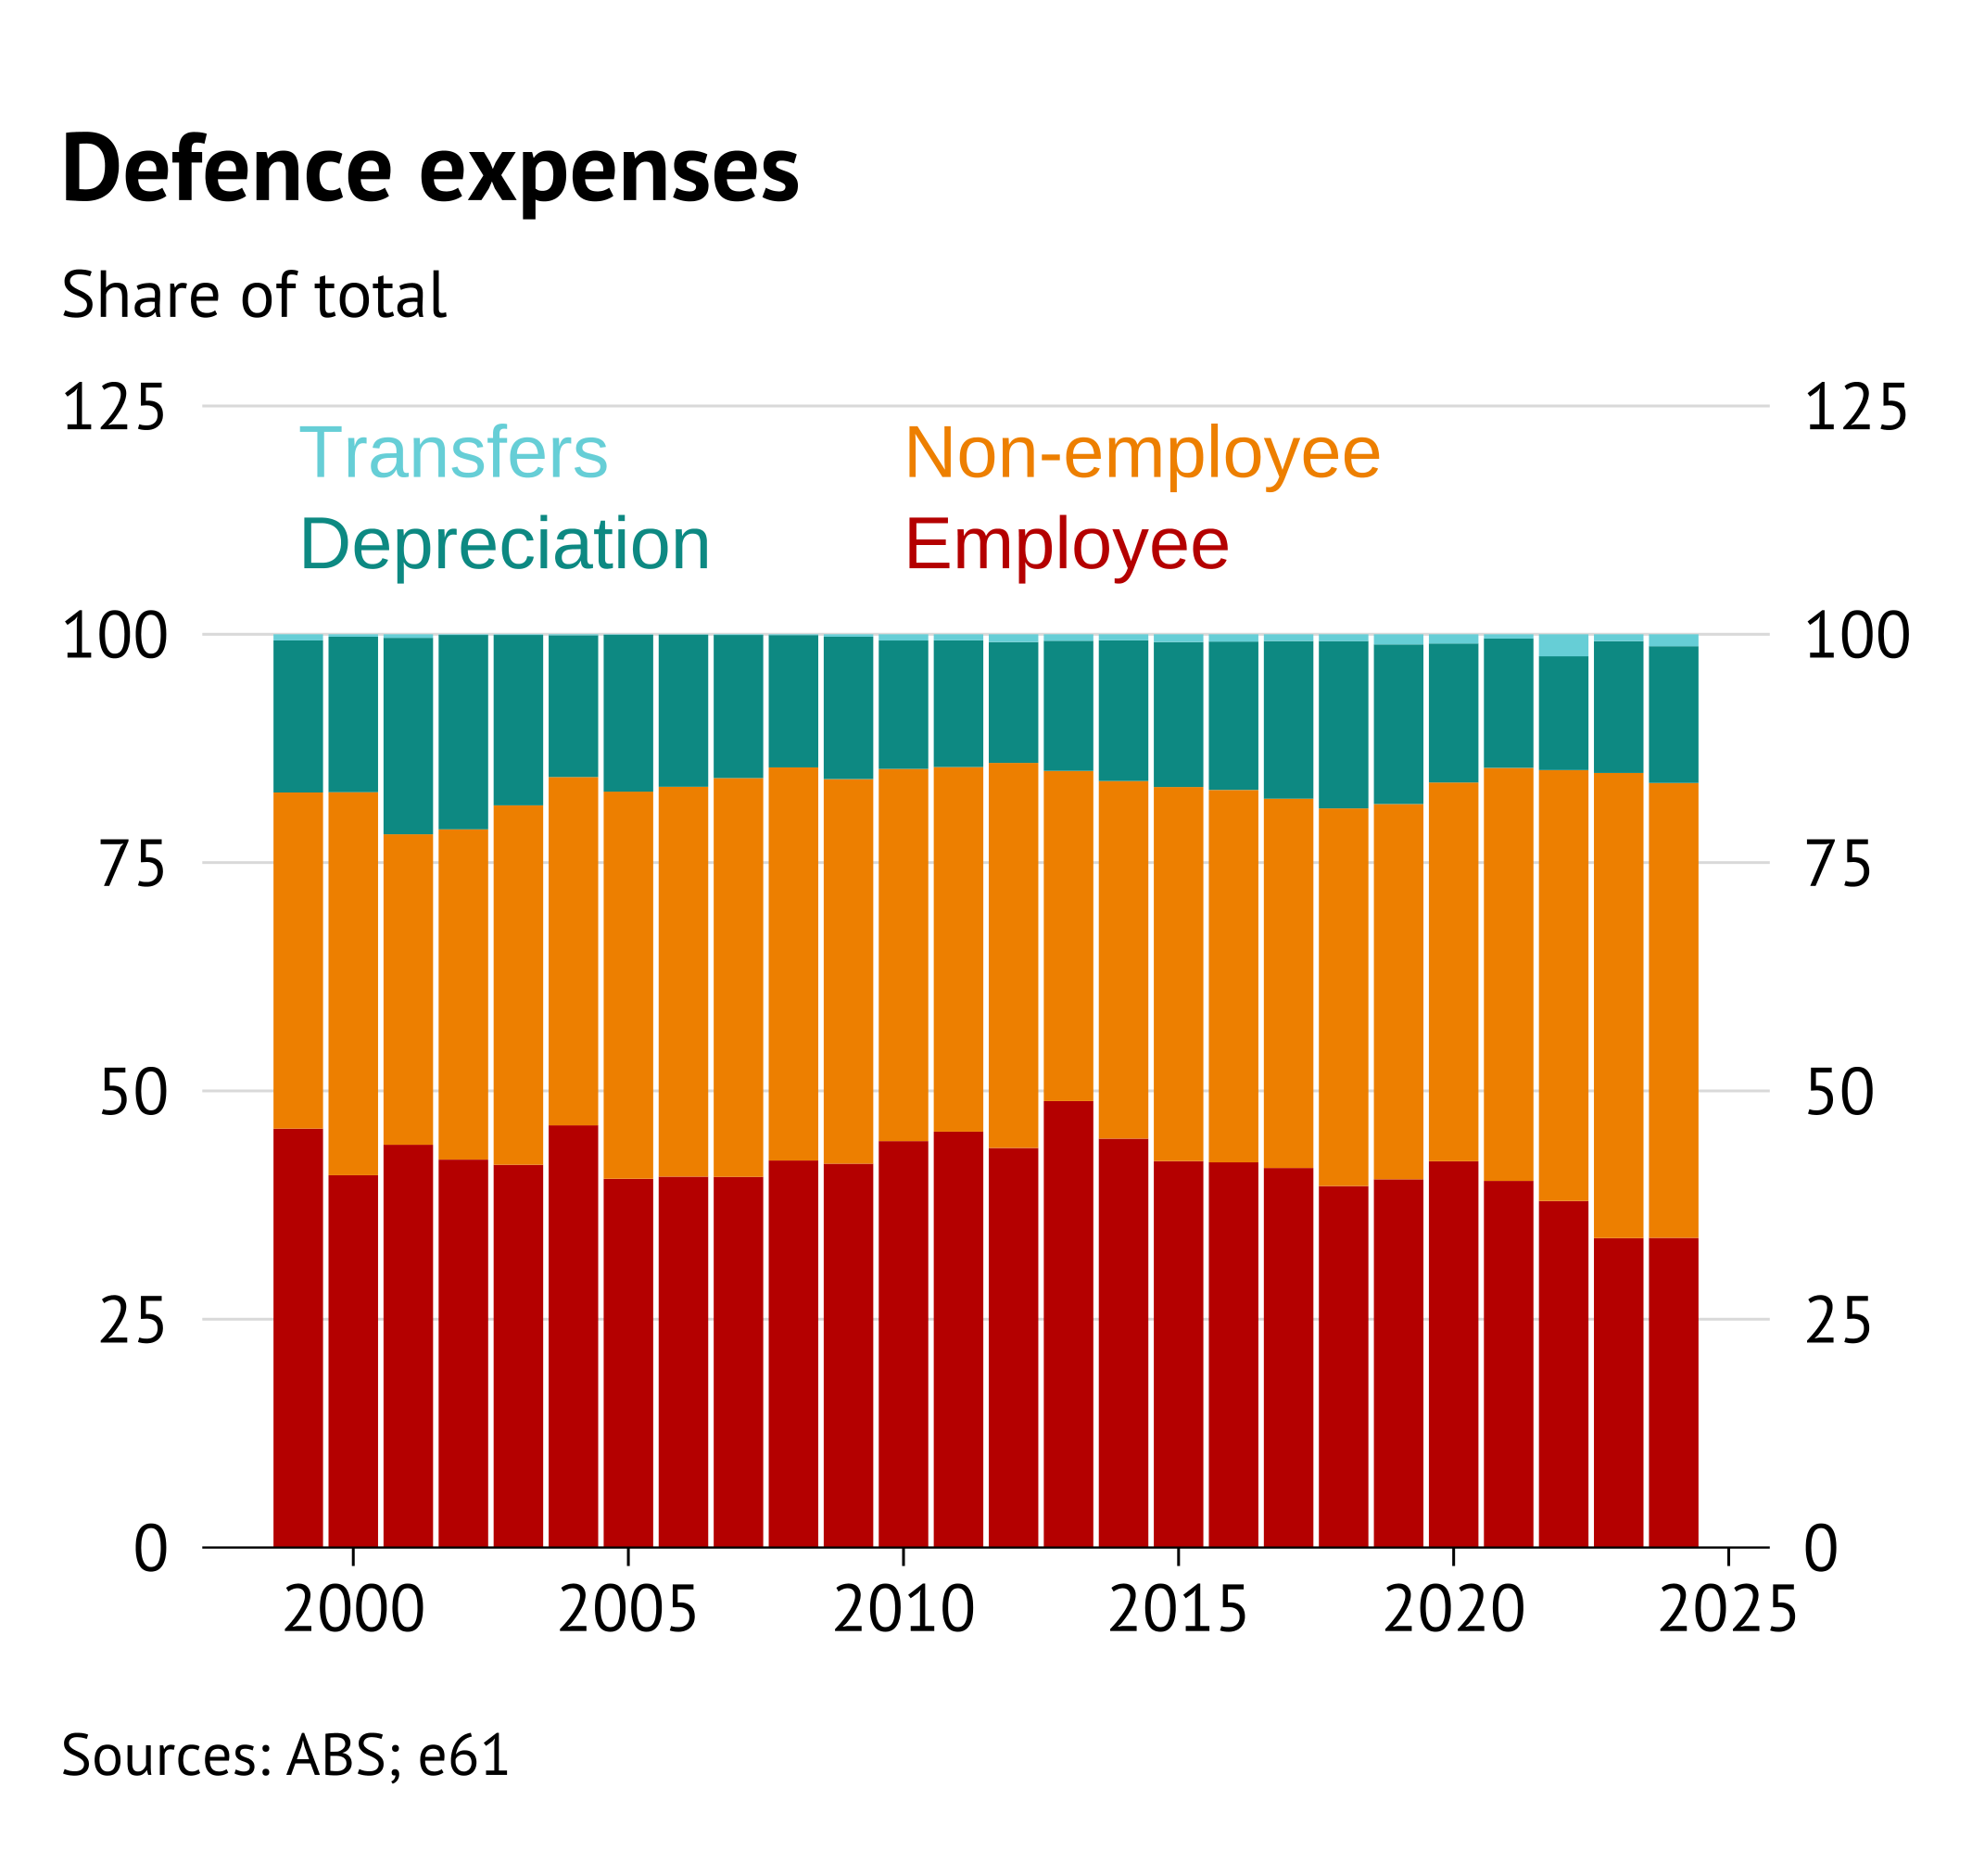 Defence expenses
Share of total
125 125
Transfers Non-employee
Depreciation Employee
100 100
75 75
50 50
25 25
0 0
2000 2005 2010 2015 2020 2025
Sources: ABS; e61